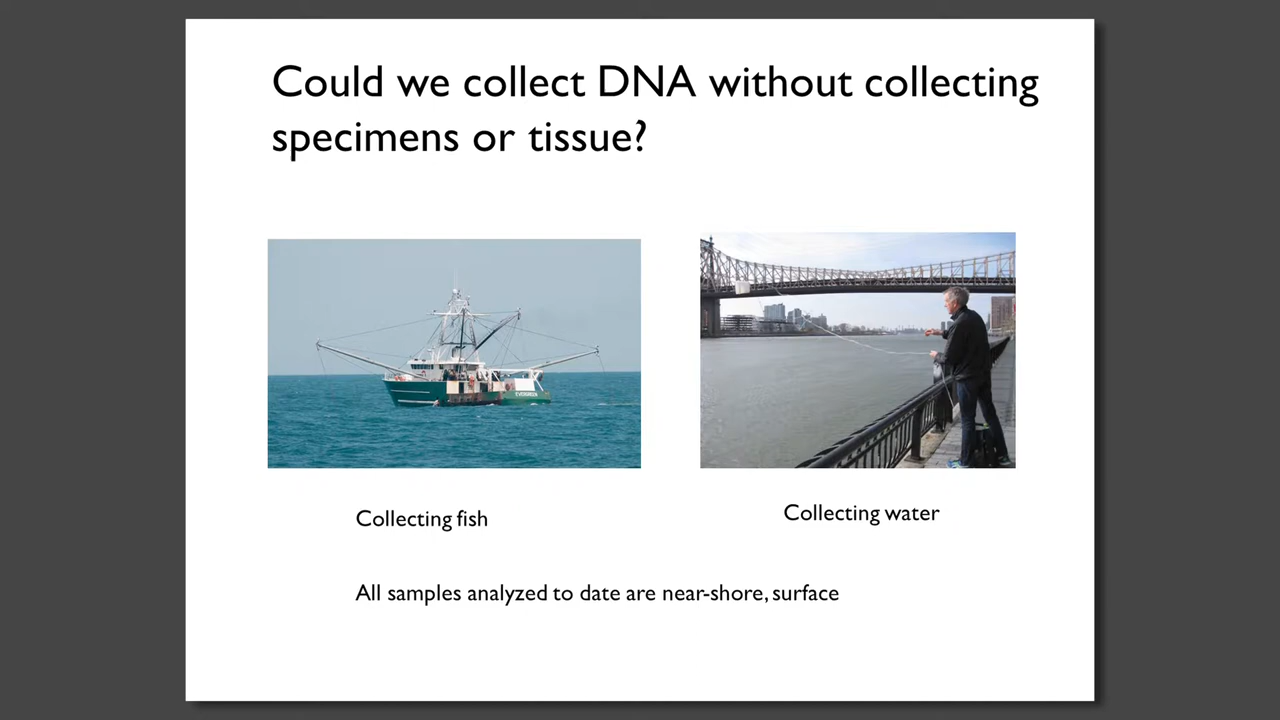 Could we collect DNA without collecting
specimens or tissue?
EVERGREEN
Collecting fish
Collecting water
All samples analyzed to date are near-shore, surface